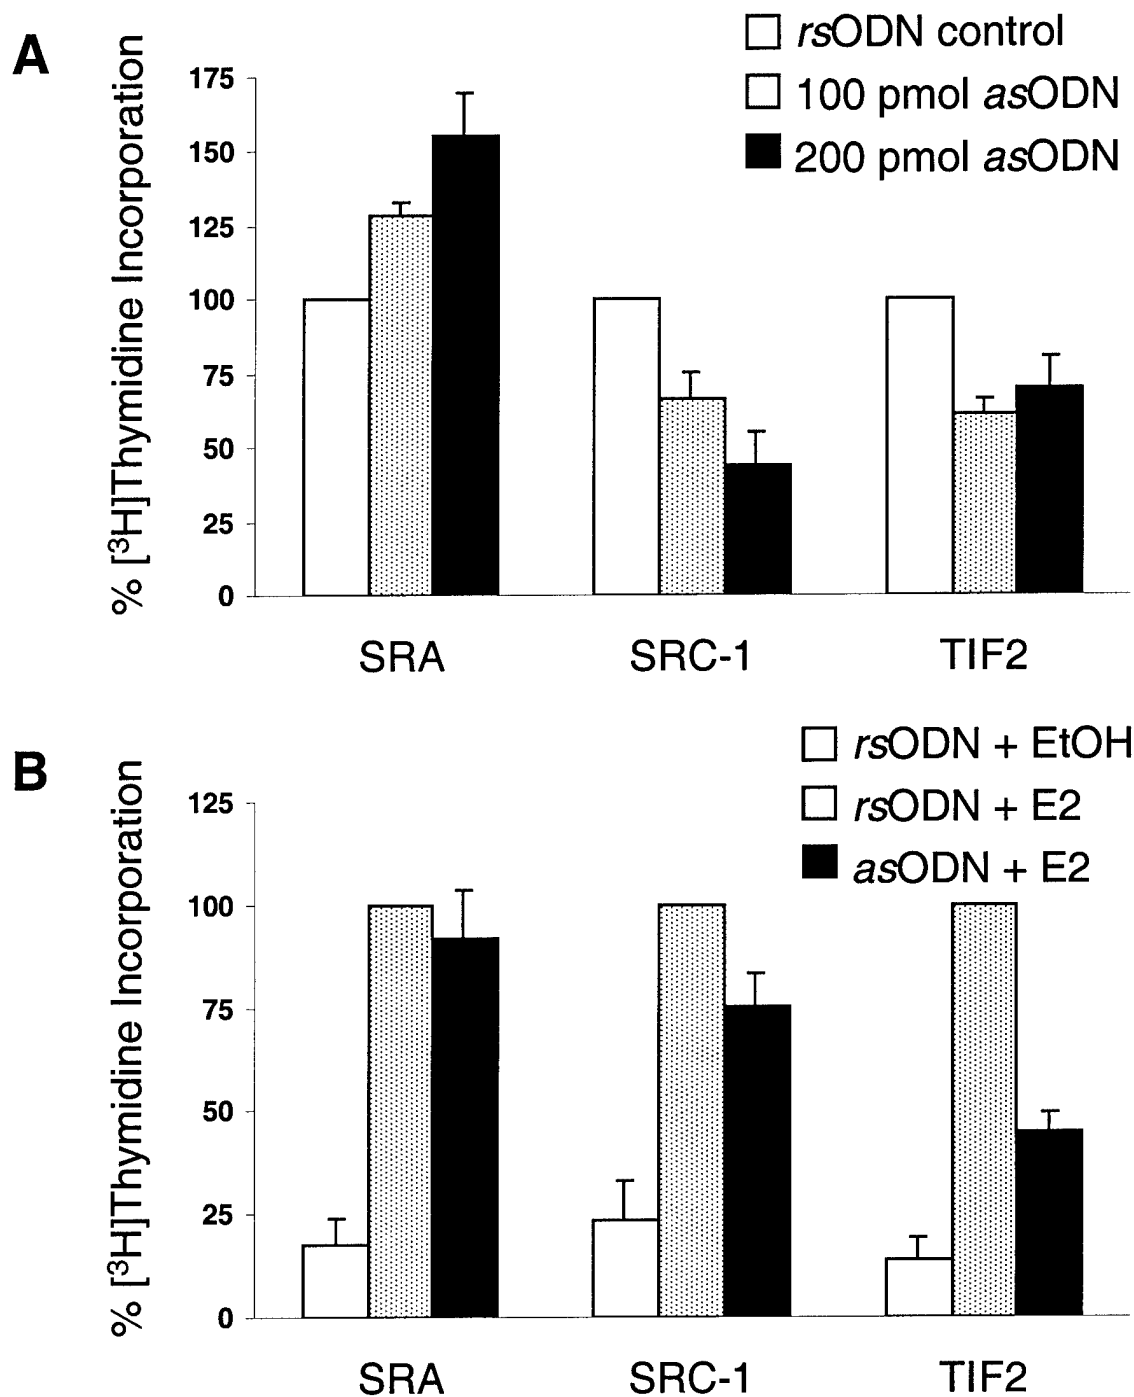 A
% [³H]Thymidine Incorporation
175
150
125
100
75
50
25
0
rsODN control
100 pmol asODN
200 pmol asODN
SRA SRC-1 TIF2
B
% [³H]Thymidine Incorporation
125
100
75
50
25
0
rsODN + EtOH
rsODN + E2
asODN + E2
SRA SRC-1 TIF2